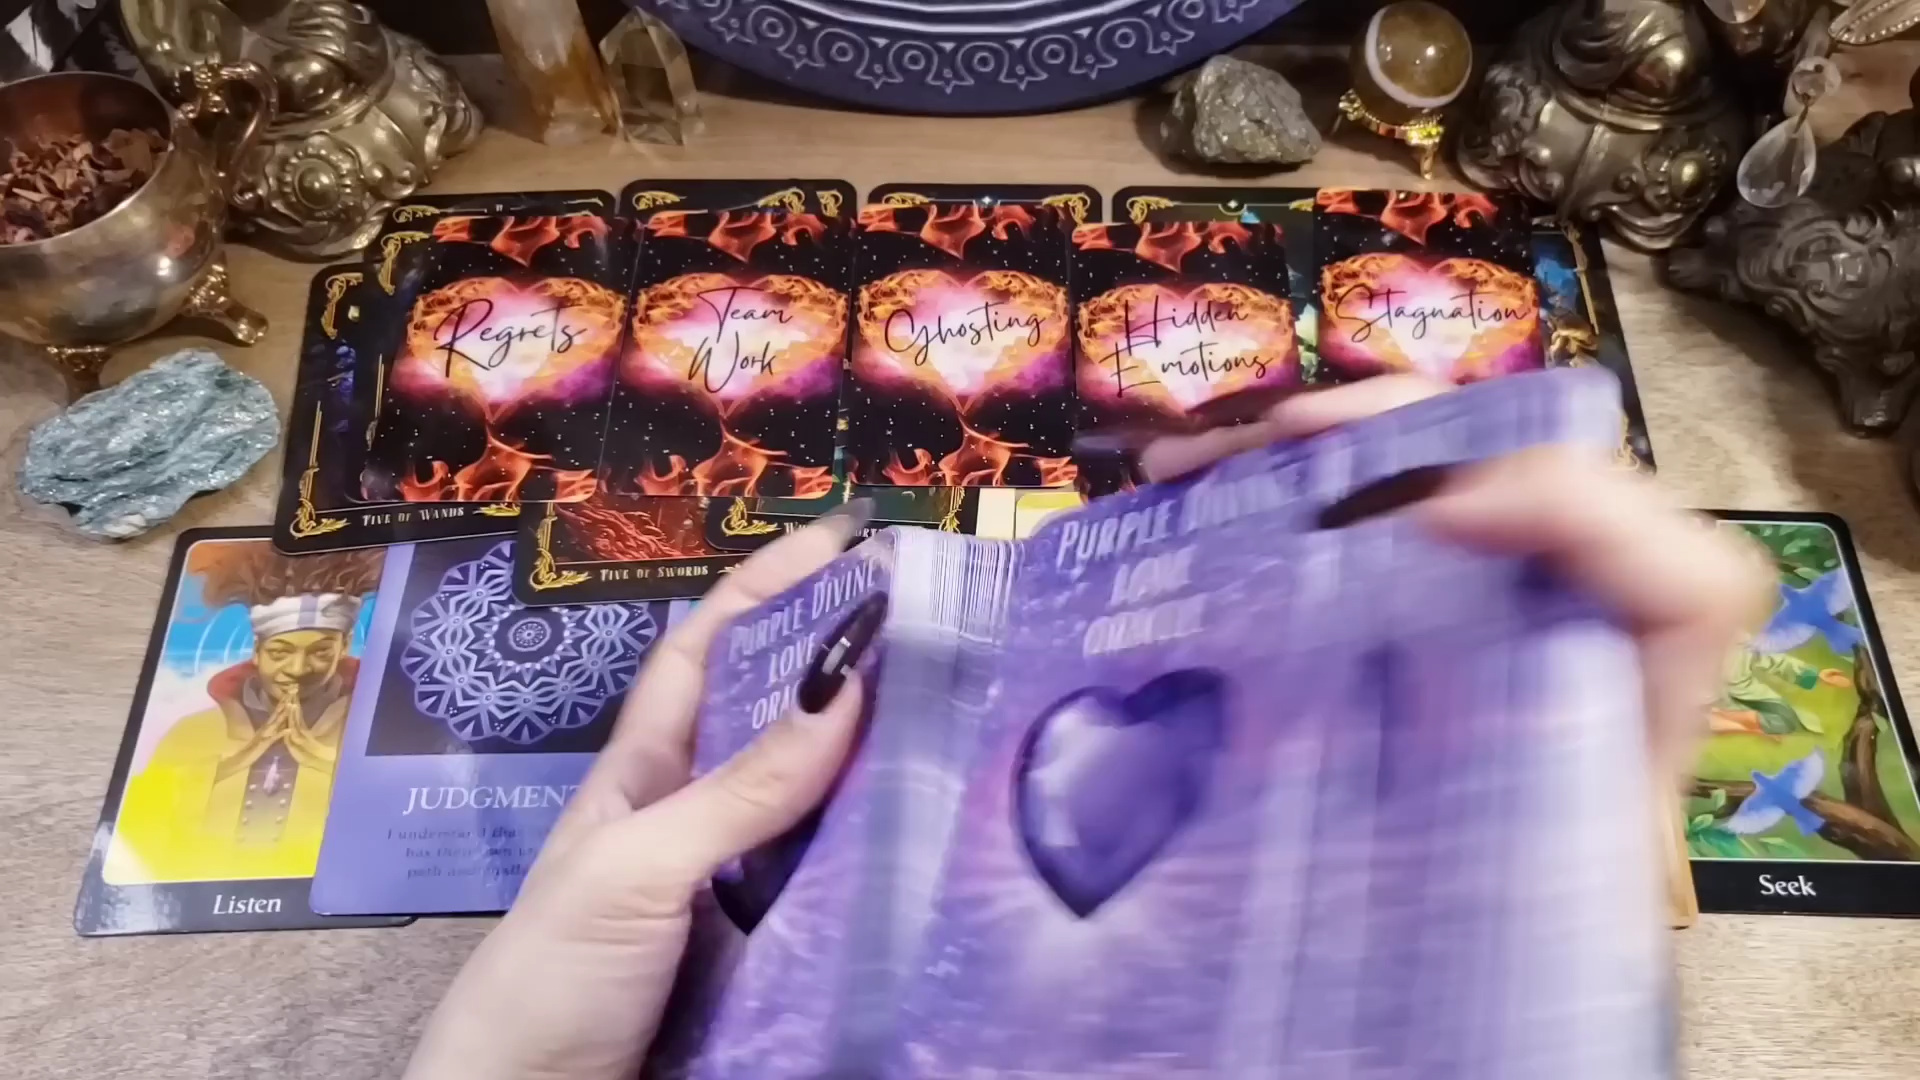 Regrets
Team
Work
Ghosting
Hidden
Emotions
Stagnation
FIVE OF WANDS
FIVE OF SWORDS
PURPLE DIVINE
LOVE
PURPLE DIVINE
LOVE
ORACLE
JUDGMENT
I understand
Listen
Seek